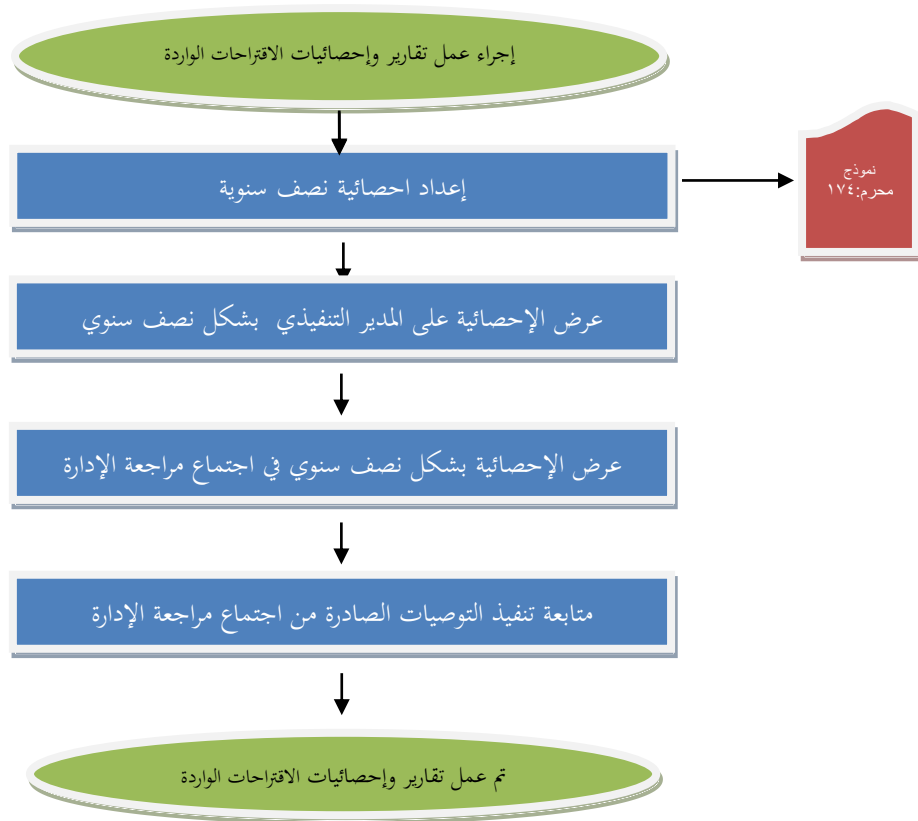 إجراء عمل تقارير وإحصائيات الاقتراحات الواردة
إعداد احصائية نصف سنوية
نموذج
محرم:١٧٤
عرض الإحصائية على المدير التنفيذي بشكل نصف سنوي
عرض الإحصائية بشكل نصف سنوي في اجتماع مراجعة الإدارة
متابعة تنفيذ التوصيات الصادرة من اجتماع مراجعة الإدارة
تم عمل تقارير وإحصائيات الاقتراحات الواردة